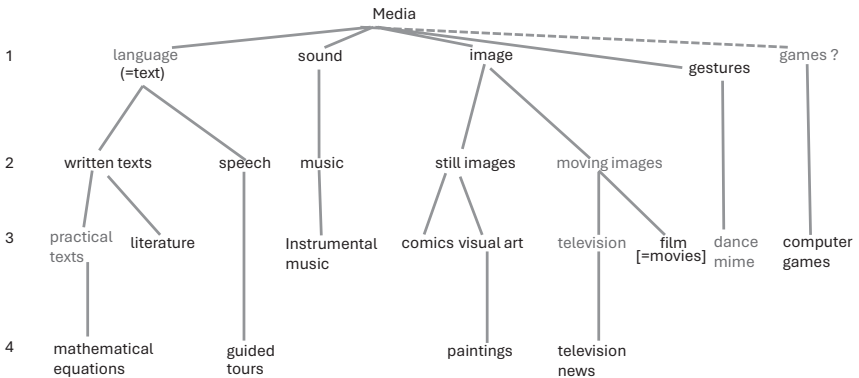 Media
1 language sound image gestures games ?
(=text)
2 written texts speech music still images moving images
3 practical texts literature Instrumental music comics visual art television film [=movies] dance mime computer games
4 mathematical equations guided tours paintings television news